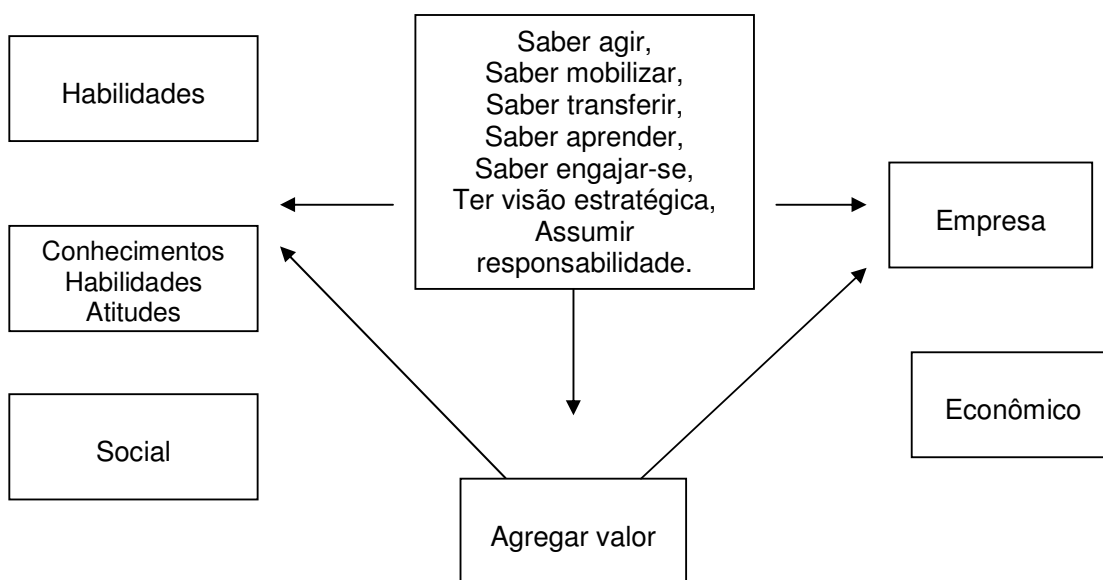 Habilidades
Conhecimentos
Habilidades
Atitudes
Social
Saber agir,
Saber mobilizar,
Saber transferir,
Saber aprender,
Saber engajar-se,
Ter visão estratégica,
Assumir
responsabilidade.
Agregar valor
Empresa
Econômico